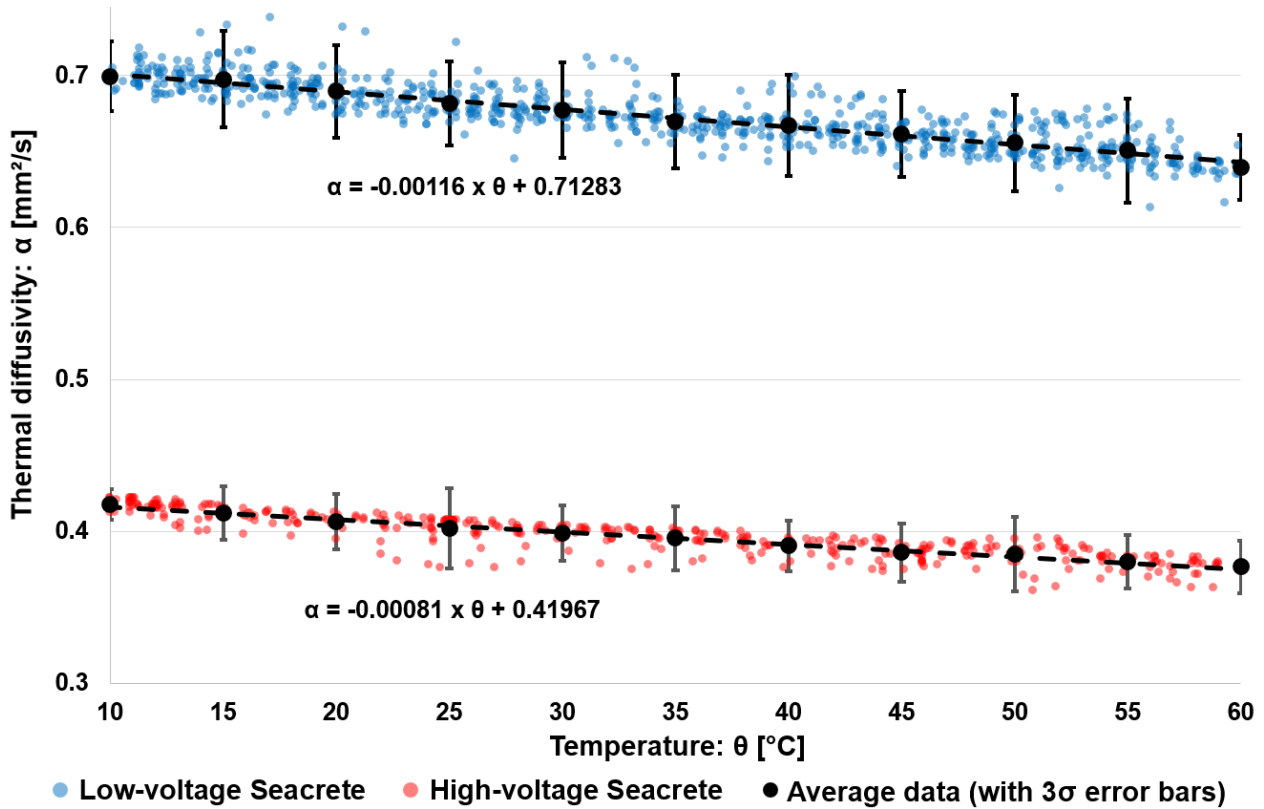 Thermal diffusivity: α [mm²/s]
0.7
0.6
0.5
0.4
0.3
α = -0.00116 x θ + 0.71283
α = -0.00081 x θ + 0.41967
10 15 20 25 30 35 40 45 50 55 60
Temperature: θ [°C]
Low-voltage Seacrete High-voltage Seacrete Average data (with 3σ error bars)